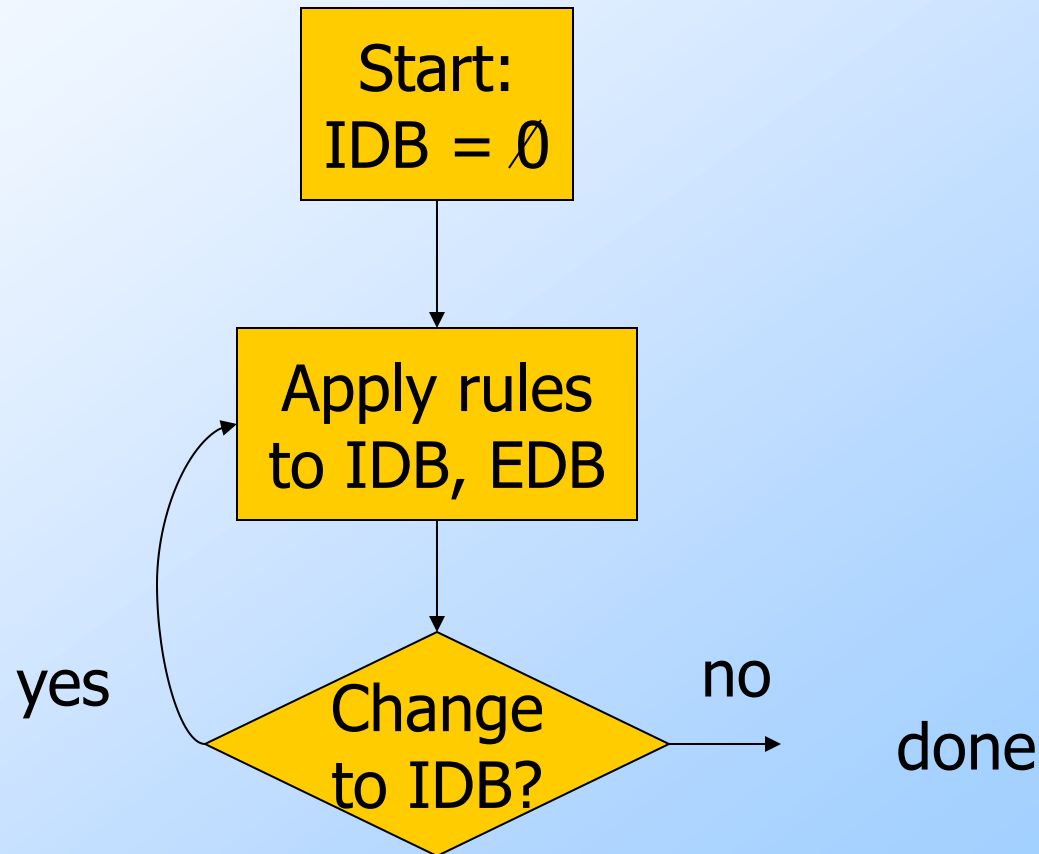 Start:
IDB = ∅
Apply rules
to IDB, EDB
yes
Change
to IDB?
no
done